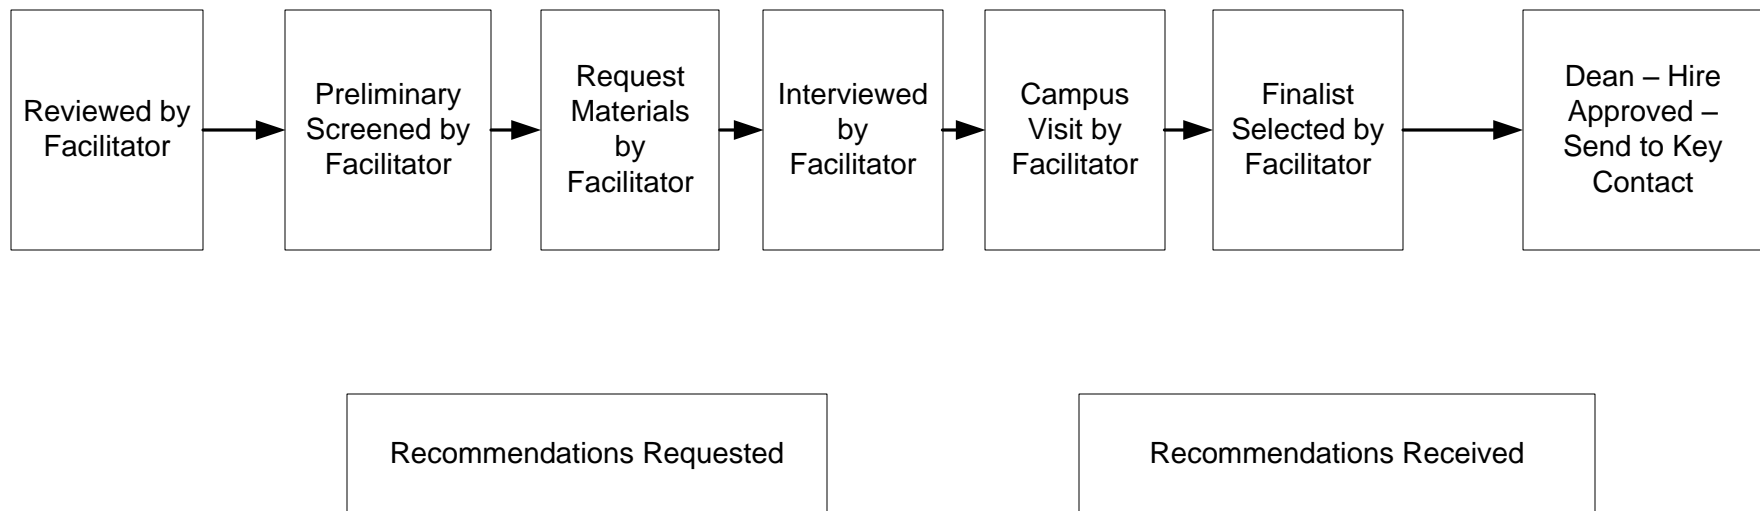 Reviewed by
Facilitator
Preliminary
Screened by
Facilitator
Request
Materials
by
Facilitator
Interviewed
by
Facilitator
Campus
Visit by
Facilitator
Finalist
Selected by
Facilitator
Dean – Hire
Approved –
Send to Key
Contact
Recommendations Requested
Recommendations Received